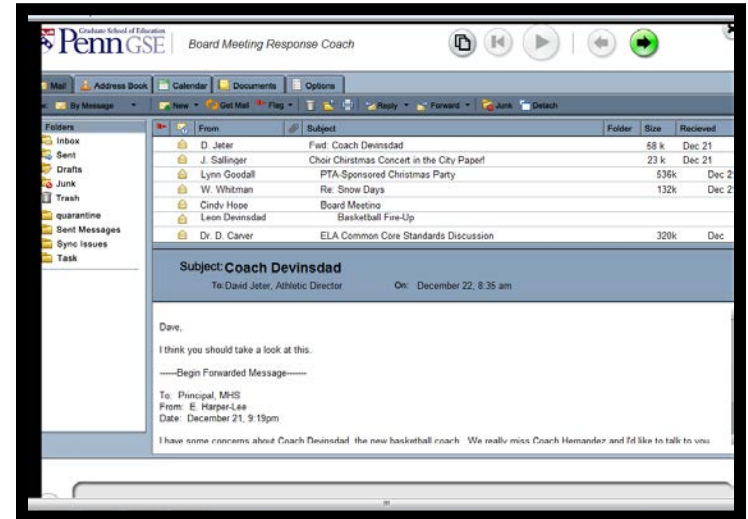 Graduate School of Education
Penn GSE
Board Meeting Response Coach
Mail Address Book Calendar Documents Options
By Message New Get Mail Flag Reply Forward Junk Detach
Folders
Inbox
Sent
Drafts
Junk
Trash
quarantine
Sent Messages
Sync Issues
Task
From Subject Folder Size Recieved
D. Jeter Fwd: Coach Devinsdad 58 k Dec 21
J. Sallinger Choir Chirstmas Concert in the City Paper! 23 k Dec 21
Lynn Goodall PTA-Sponsored Christmas Party 536k Dec 2
W. Whitman Re: Snow Days 132k Dec 2
Cindy Hope Board Meeting
Leon Devinsdad Basketball Fire-Up
Dr. D. Carver ELA Common Core Standards Discussion 320k Dec
Subject: Coach Devinsdad
To: David Jeter, Athletic Director On: December 22, 8:35 am
Dave,
I think you should take a look at this.
------Begin Forwarded Message-------
To: Principal, MHS
From: E. Harper-Lee
Date: December 21, 9:19pm
I have some concerns about Coach Devinsdad, the new basketball coach. We really miss Coach Hernandez and I'd like to talk to you